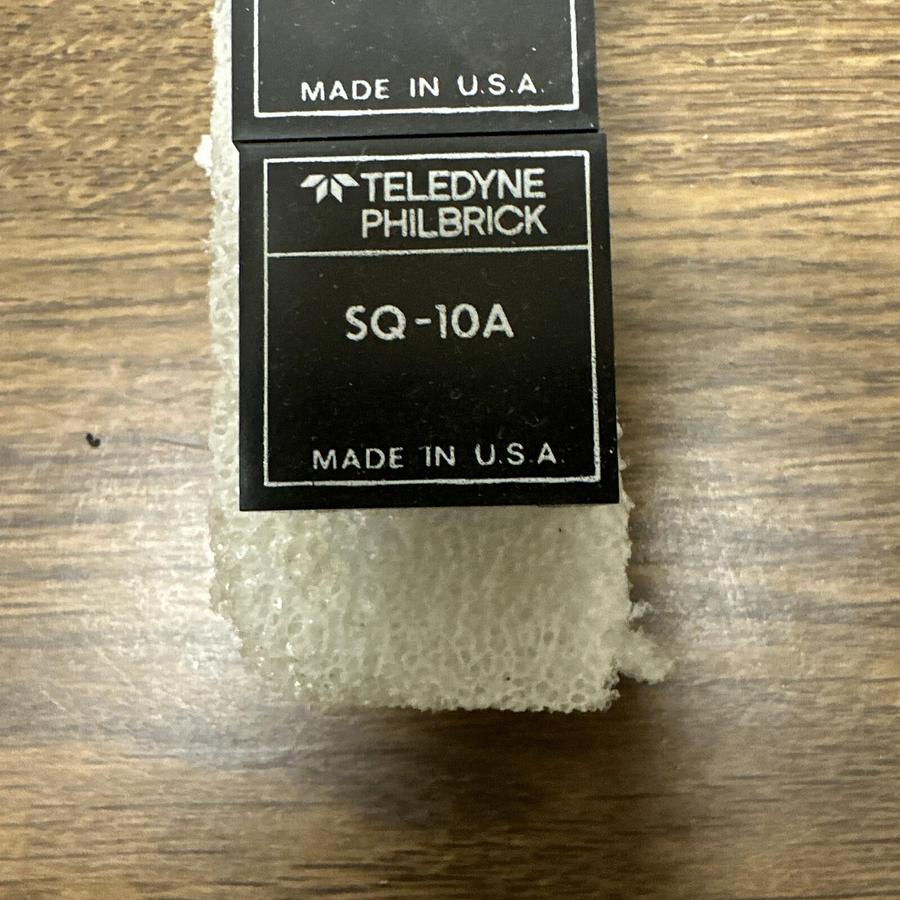 MADE IN U.S.A.
TELEDYNE
PHILBRICK
SQ-10A
MADE IN U.S.A.